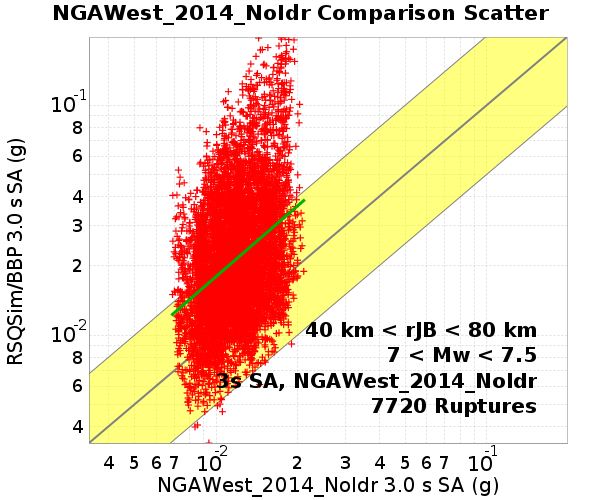 NGAWest_2014_NoIdr Comparison Scatter
RSQSim/BBP 3.0 s SA (g)
10-1
8
6
4
3
2
10-2
8
6
4
40 km < rJB < 80 km
7 < Mw < 7.5
3s SA, NGAWest_2014_NoIdr
7720 Ruptures
4 5 6 7 10-2 2 3 4 5 6 7 10-1
NGAWest_2014_NoIdr 3.0 s SA (g)